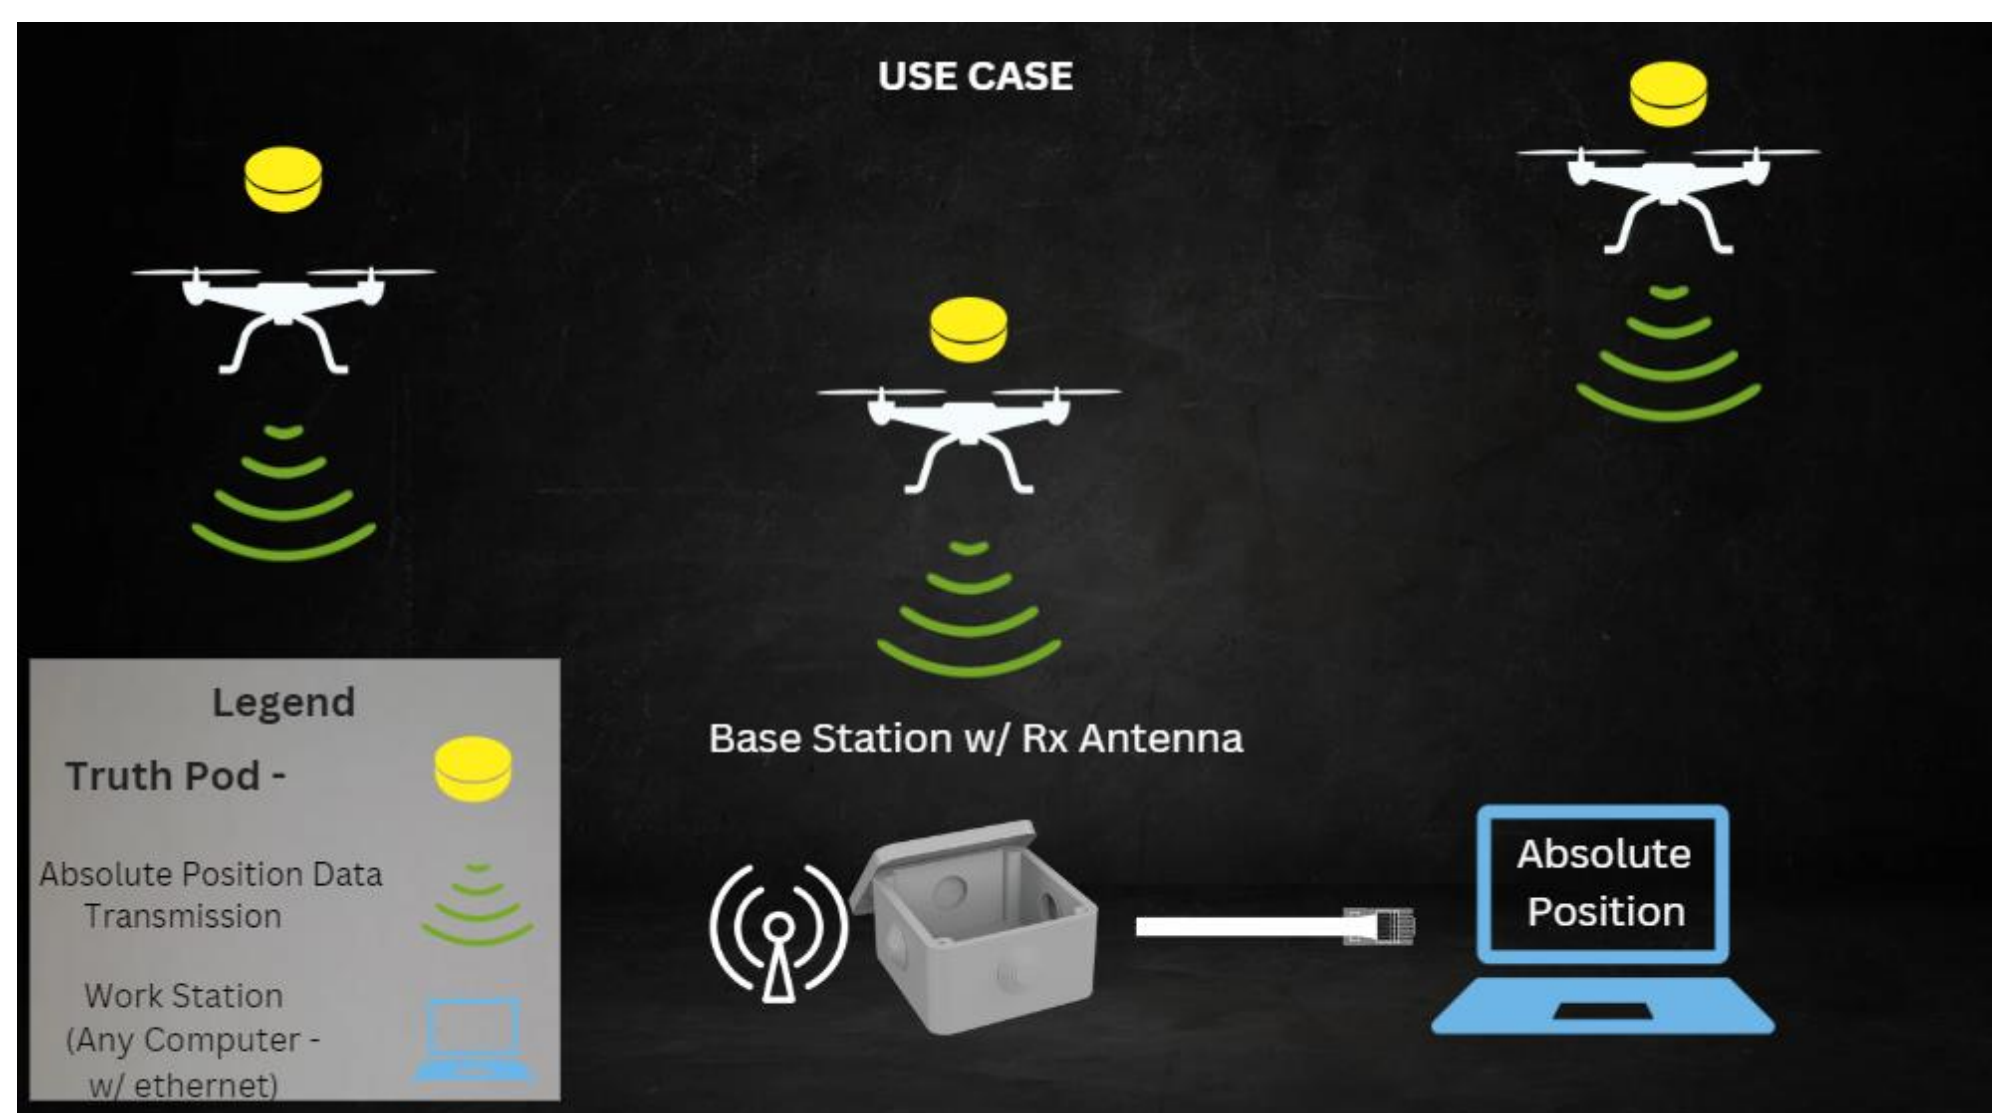 USE CASE
Base Station w/ Rx Antenna
Absolute
Position
Legend
Truth Pod -
Absolute Position Data
Transmission
Work Station
(Any Computer -
w/ ethernet)